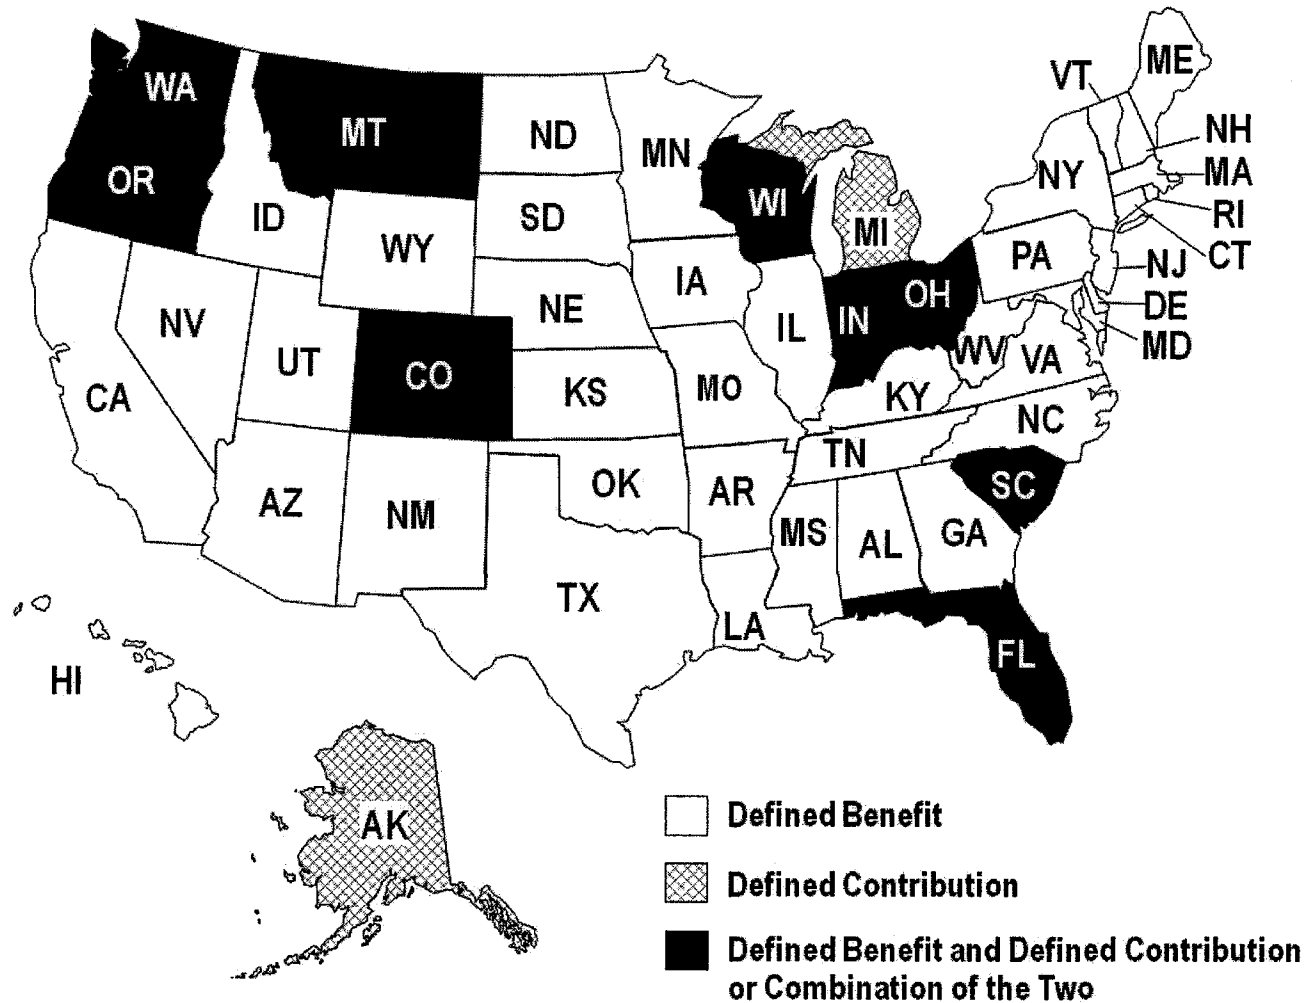 WA
MT
ND
MN
VT
ME
NH
OR
ID
WY
SD
WI
MI
NY
MA
RI
CT
NV
UT
CO
NE
IA
IL
IN
OH
PA
NJ
DE
MD
CA
KS
MO
KY
WV
VA
AZ
NM
OK
AR
TN
NC
SC
TX
LA
MS
AL
GA
FL
HI
AK
Defined Benefit
Defined Contribution
Defined Benefit and Defined Contribution
or Combination of the Two